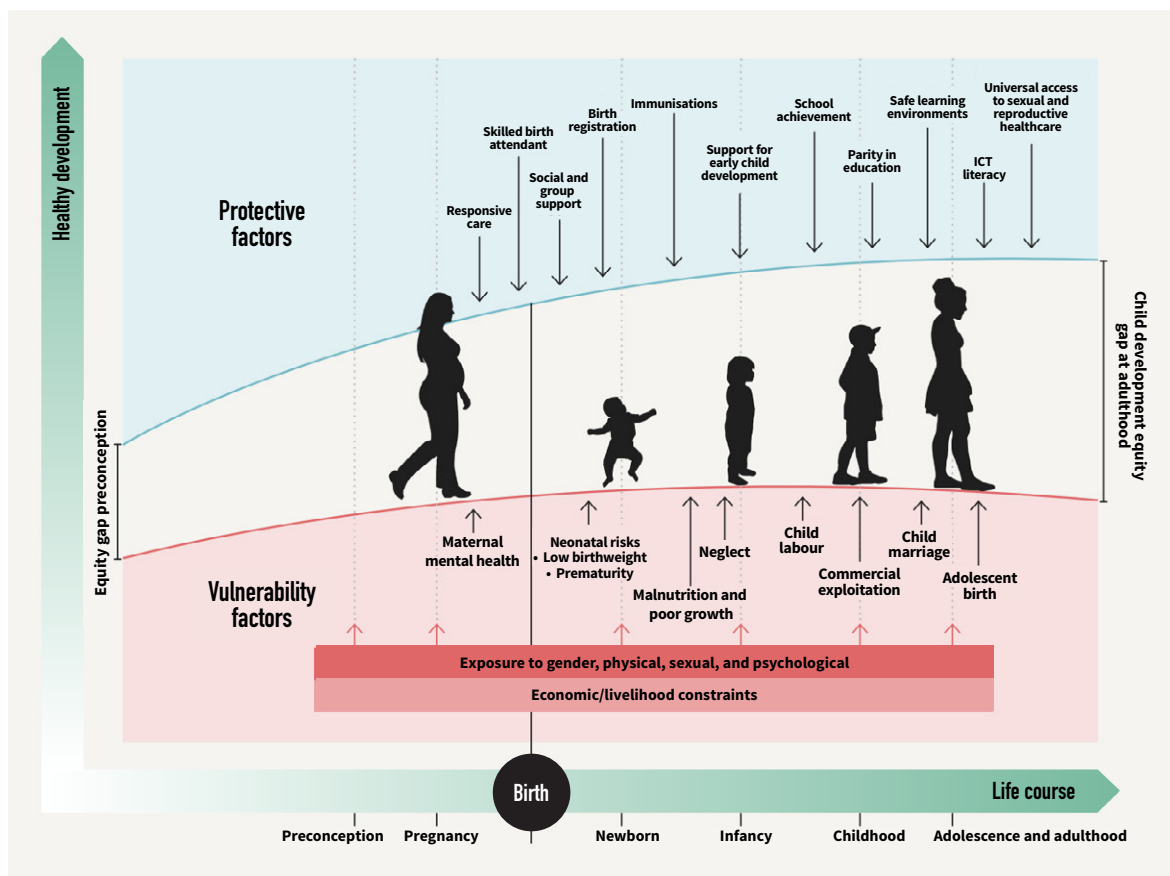 Healthy development
Protective
factors
Responsive
care
Skilled birth
attendant
Social and
group
support
Birth
registration
Immunisations
Support for
early child
development
School
achievement
Parity in
education
Safe learning
environments
ICT
literacy
Universal access
to sexual and
reproductive
healthcare
Equity gap preconception
Child development equity
gap at adulthood
Vulnerability
factors
Maternal
mental health
Neonatal risks
• Low birthweight
• Prematurity
Malnutrition and
poor growth
Neglect
Child
labour
Commercial
exploitation
Child
marriage
Adolescent
birth
Exposure to gender, physical, sexual, and psychological
Economic/livelihood constraints
Birth
Life course
Preconception
Pregnancy
Newborn
Infancy
Childhood
Adolescence and adulthood